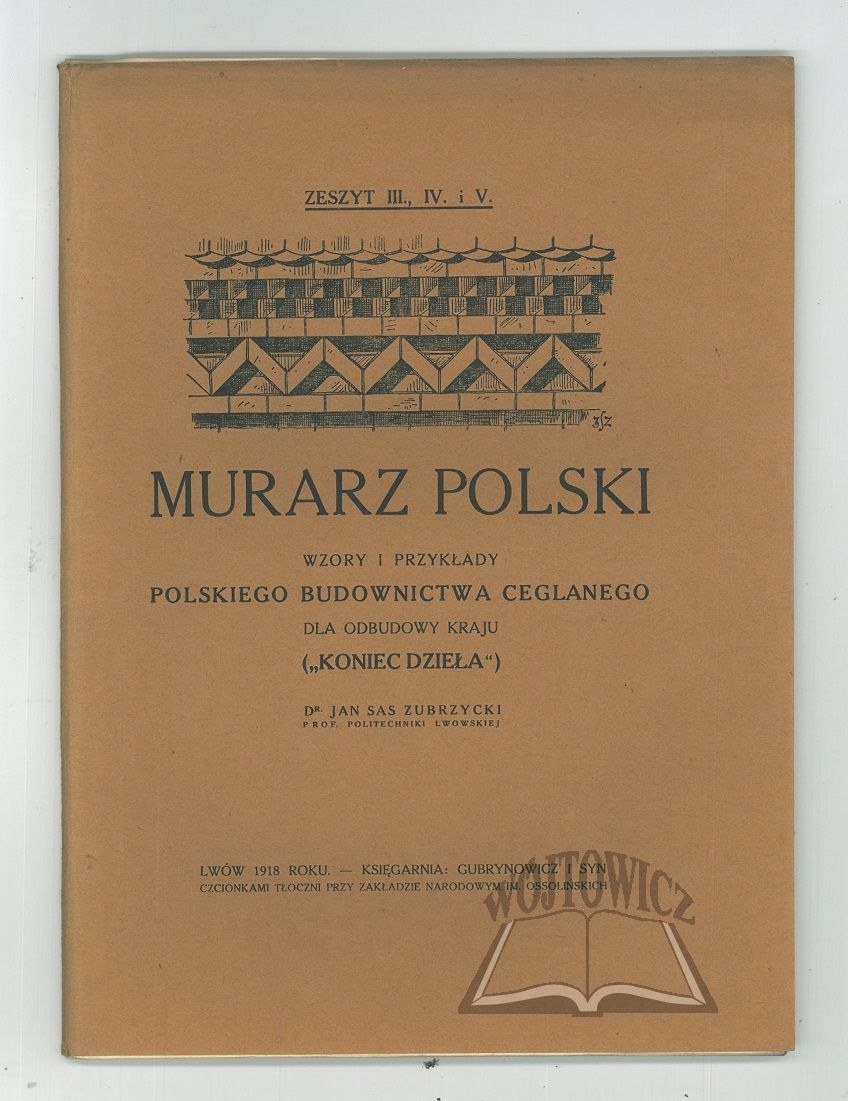 ZESZYT III., IV. i V.
JSZ
MURARZ POLSKI
WZORY I PRZYKŁADY
POLSKIEGO BUDOWNICTWA CEGLANEGO
DLA ODBUDOWY KRAJU
(„KONIEC DZIEŁA“)
DR. JAN SAS ZUBRZYCKI
PROF. POLITECHNIKI LWOWSKIEJ
LWÓW 1918 ROKU. — KSIĘGARNIA: GUBRYNOWICZ I SYN
CZCIONKAMI TŁOCZNI PRZY ZAKŁADZIE NARODOWYM IM. OSSOLIŃSKICH
WÓJTOWICZ